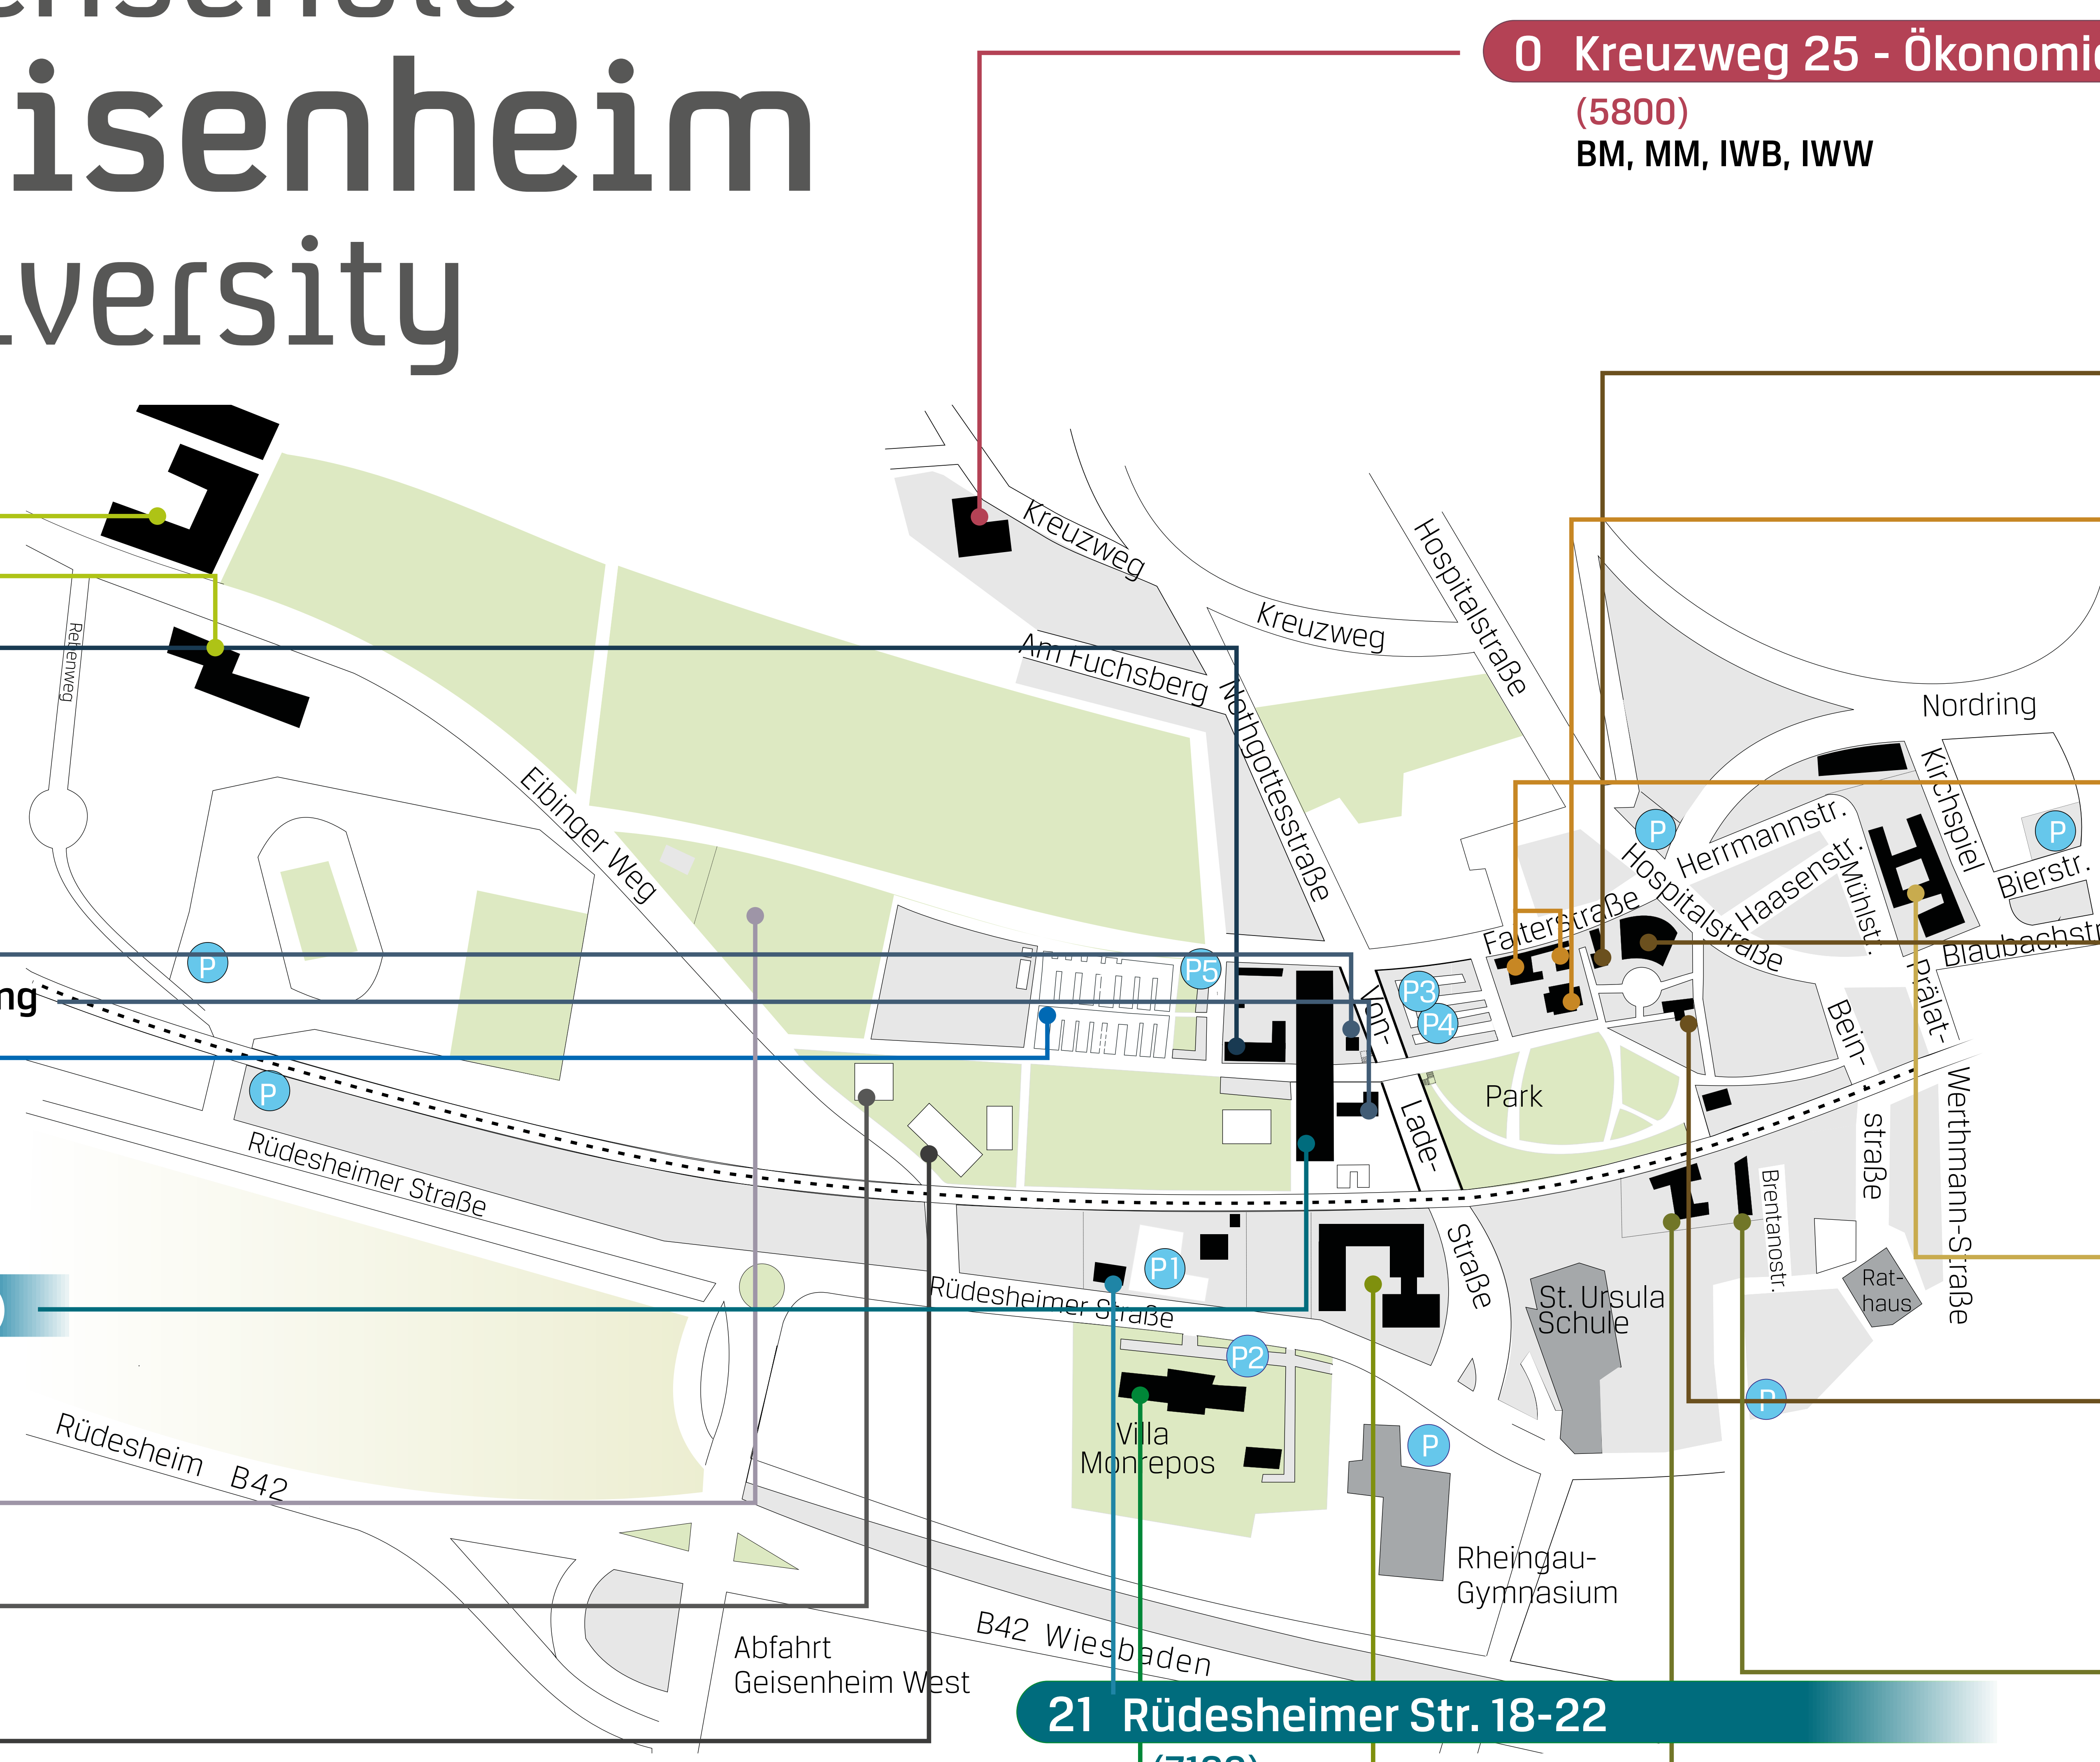 isenheim
versity
0 Kreuzweg 25 - Ökonomie
(5800)
BM, MM, IWB, IWW
Kreuzweg
Hospitalstraße
Kreuzweg
Am Fuchsberg
Rebenweg
Nothgottesstraße
Nordring
Kirchspiel
Eibinger Weg
Herrmannstr.
Haasenstr.
Mühlstr.
Bierstr.
P
P
Hospitalstraße
Falterstraße
Blaubachstr
P
P5
P3
P4
Von-
Lade-
Straße
ng
Prälat-
Werthmann-Straße
Bein-
straße
Park
P
Rüdesheimer Straße
Brentanostr.
P1
Rüdesheimer Straße
St. Ursula
Schule
Rat-
haus
P2
P
Villa
Monrepos
P
Rüdesheim B42
Rheingau-
Gymnasium
B42 Wiesbaden
Abfahrt
Geisenheim West
21 Rüdesheimer Str. 18-22